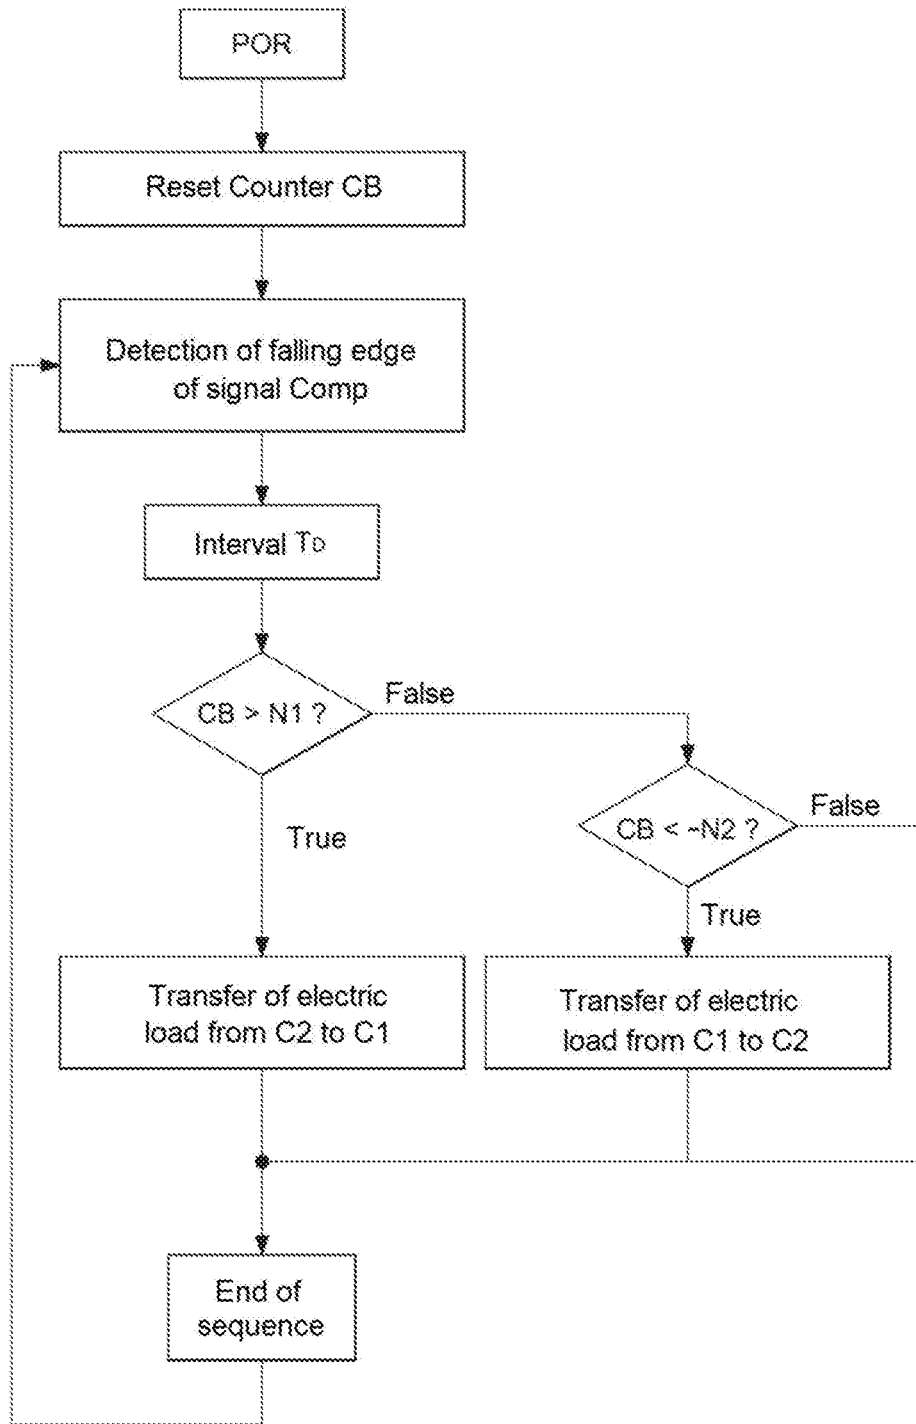 POR
Reset Counter CB
Detection of falling edge
of signal Comp
Interval TD
CB > N1 ?
False
CB < -N2 ?
False
True
True
Transfer of electric
load from C2 to C1
Transfer of electric
load from C1 to C2
End of
sequence